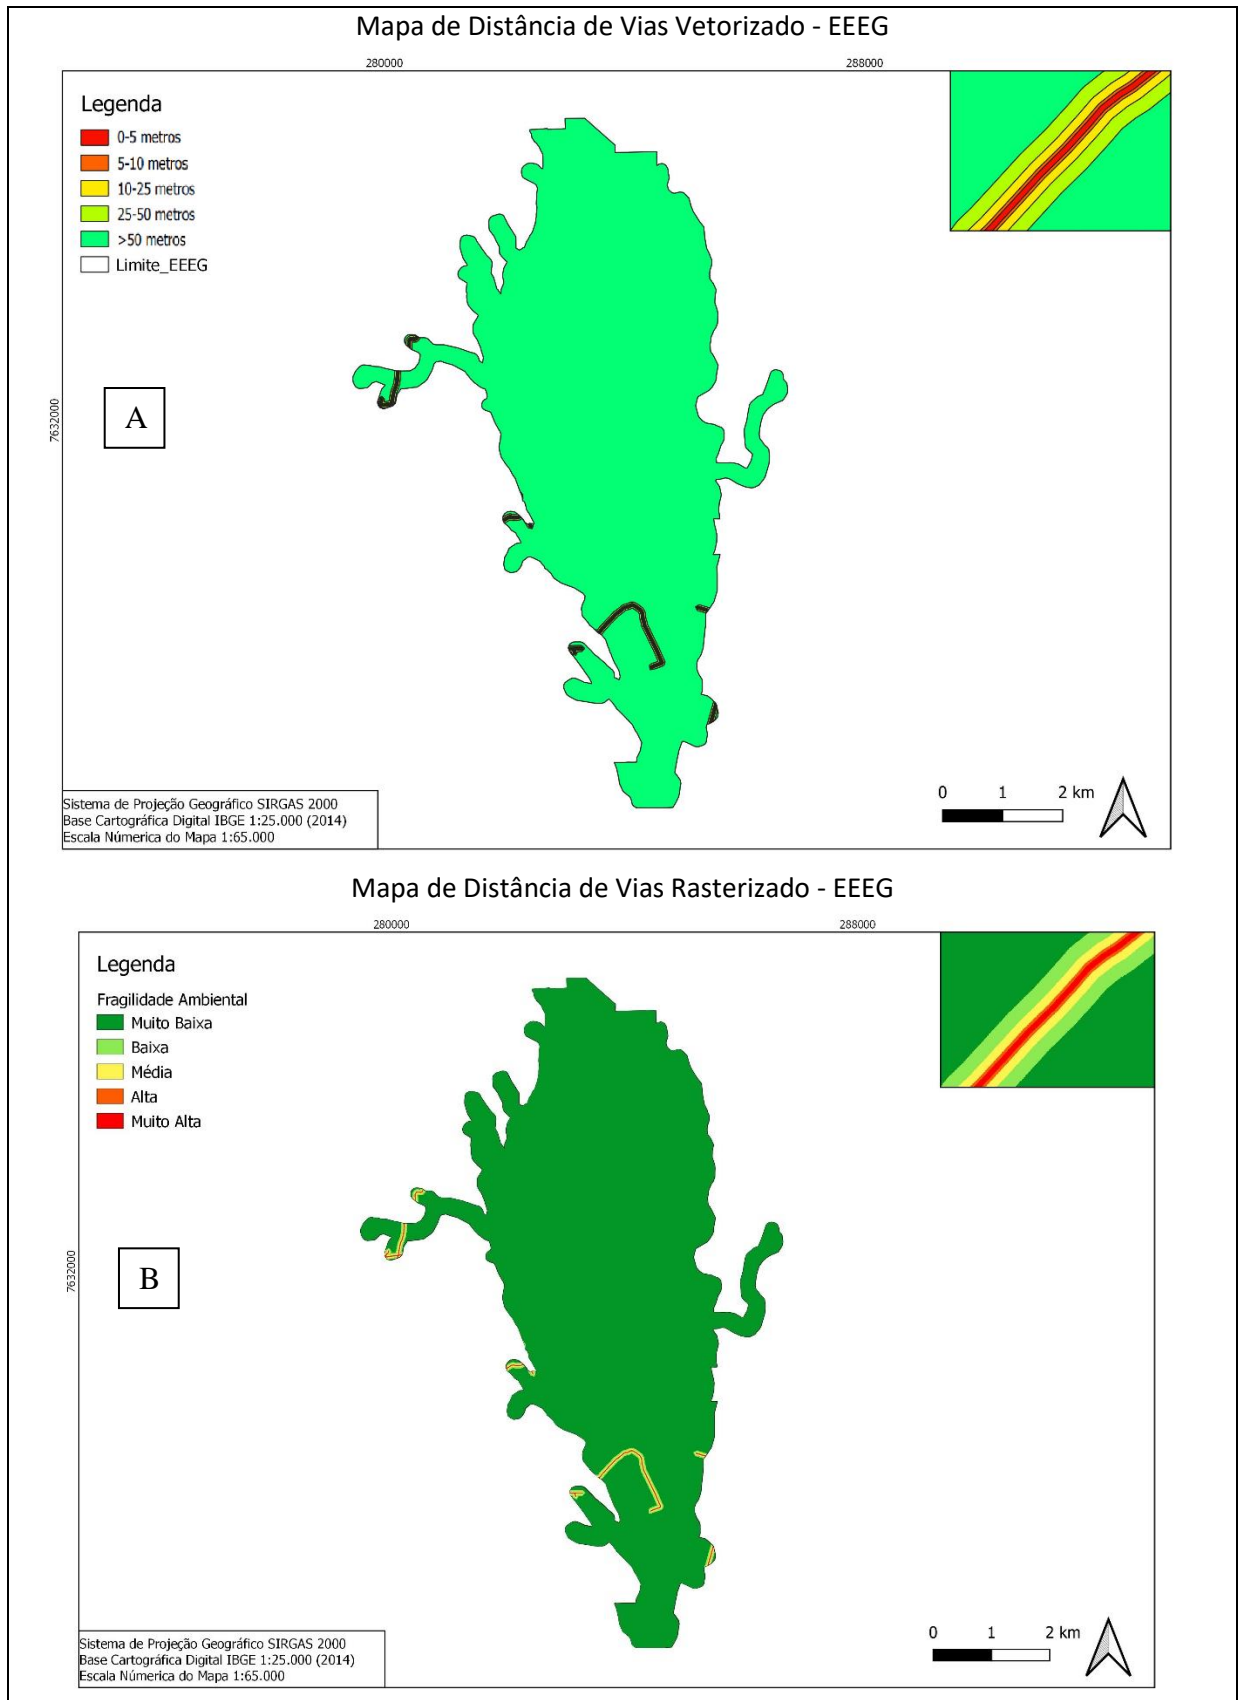 Mapa de Distância de Vias Vetorizado - EEEG
280000
288000
Legenda
0-5 metros
5-10 metros
10-25 metros
25-50 metros
>50 metros
Limite_EEEG
A
7632000
0 1 2 km
Sistema de Projeção Geográfico SIRGAS 2000
Base Cartográfica Digital IBGE 1:25.000 (2014)
Escala Númerica do Mapa 1:65.000
Mapa de Distância de Vias Rasterizado - EEEG
280000
288000
Legenda
Fragilidade Ambiental
Muito Baixa
Baixa
Média
Alta
Muito Alta
B
7632000
0 1 2 km
Sistema de Projeção Geográfico SIRGAS 2000
Base Cartográfica Digital IBGE 1:25.000 (2014)
Escala Númerica do Mapa 1:65.000